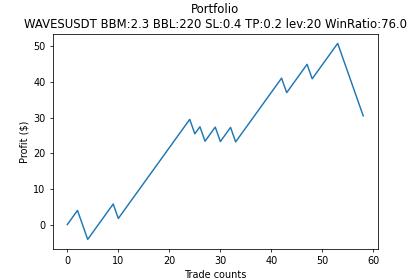 Portfolio
WAVESUSDT BBM:2.3 BBL:220 SL:0.4 TP:0.2 lev:20 WinRatio:76.0
50
40
30
20
10
0
Profit ($)
0 10 20 30 40 50 60
Trade counts